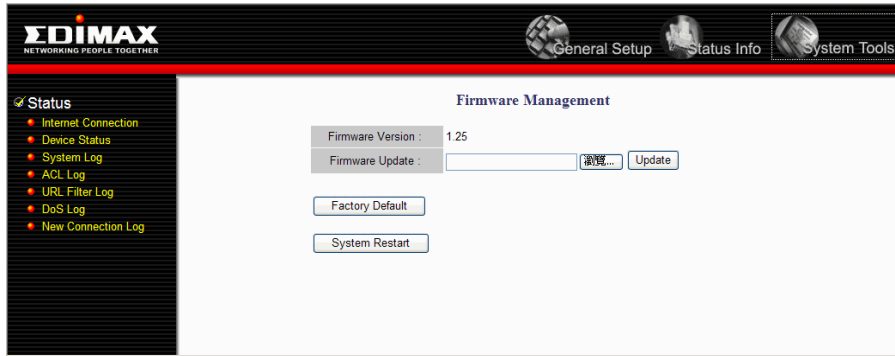 EDIMAX
NETWORKING PEOPLE TOGETHER
General Setup
Status Info
System Tools
Status
Internet Connection
Device Status
System Log
ACL Log
URL Filter Log
DoS Log
New Connection Log
Firmware Management
Firmware Version : 1.25
Firmware Update : 瀏覽... Update
Factory Default
System Restart